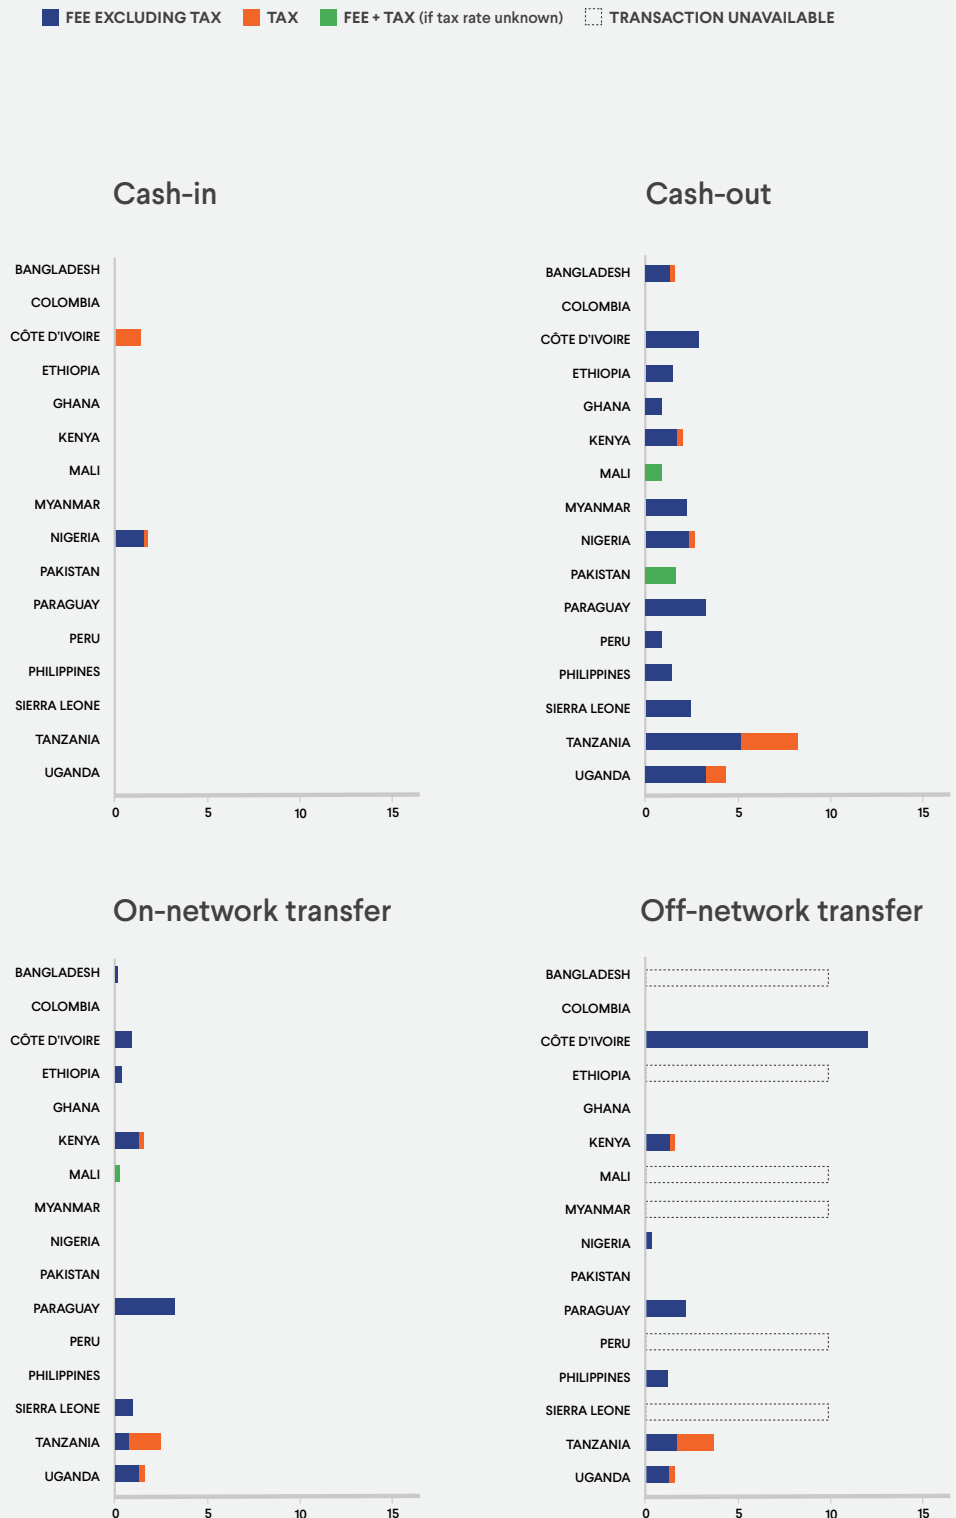 FEE EXCLUDING TAX TAX FEE + TAX (if tax rate unknown) TRANSACTION UNAVAILABLE
Cash-in
BANGLADESH
COLOMBIA
CÔTE D'IVOIRE
ETHIOPIA
GHANA
KENYA
MALI
MYANMAR
NIGERIA
PAKISTAN
PARAGUAY
PERU
PHILIPPINES
SIERRA LEONE
TANZANIA
UGANDA
0 5 10 15
Cash-out
BANGLADESH
COLOMBIA
CÔTE D'IVOIRE
ETHIOPIA
GHANA
KENYA
MALI
MYANMAR
NIGERIA
PAKISTAN
PARAGUAY
PERU
PHILIPPINES
SIERRA LEONE
TANZANIA
UGANDA
0 5 10 15
On-network transfer
BANGLADESH
COLOMBIA
CÔTE D'IVOIRE
ETHIOPIA
GHANA
KENYA
MALI
MYANMAR
NIGERIA
PAKISTAN
PARAGUAY
PERU
PHILIPPINES
SIERRA LEONE
TANZANIA
UGANDA
0 5 10 15
Off-network transfer
BANGLADESH
COLOMBIA
CÔTE D'IVOIRE
ETHIOPIA
GHANA
KENYA
MALI
MYANMAR
NIGERIA
PAKISTAN
PARAGUAY
PERU
PHILIPPINES
SIERRA LEONE
TANZANIA
UGANDA
0 5 10 15